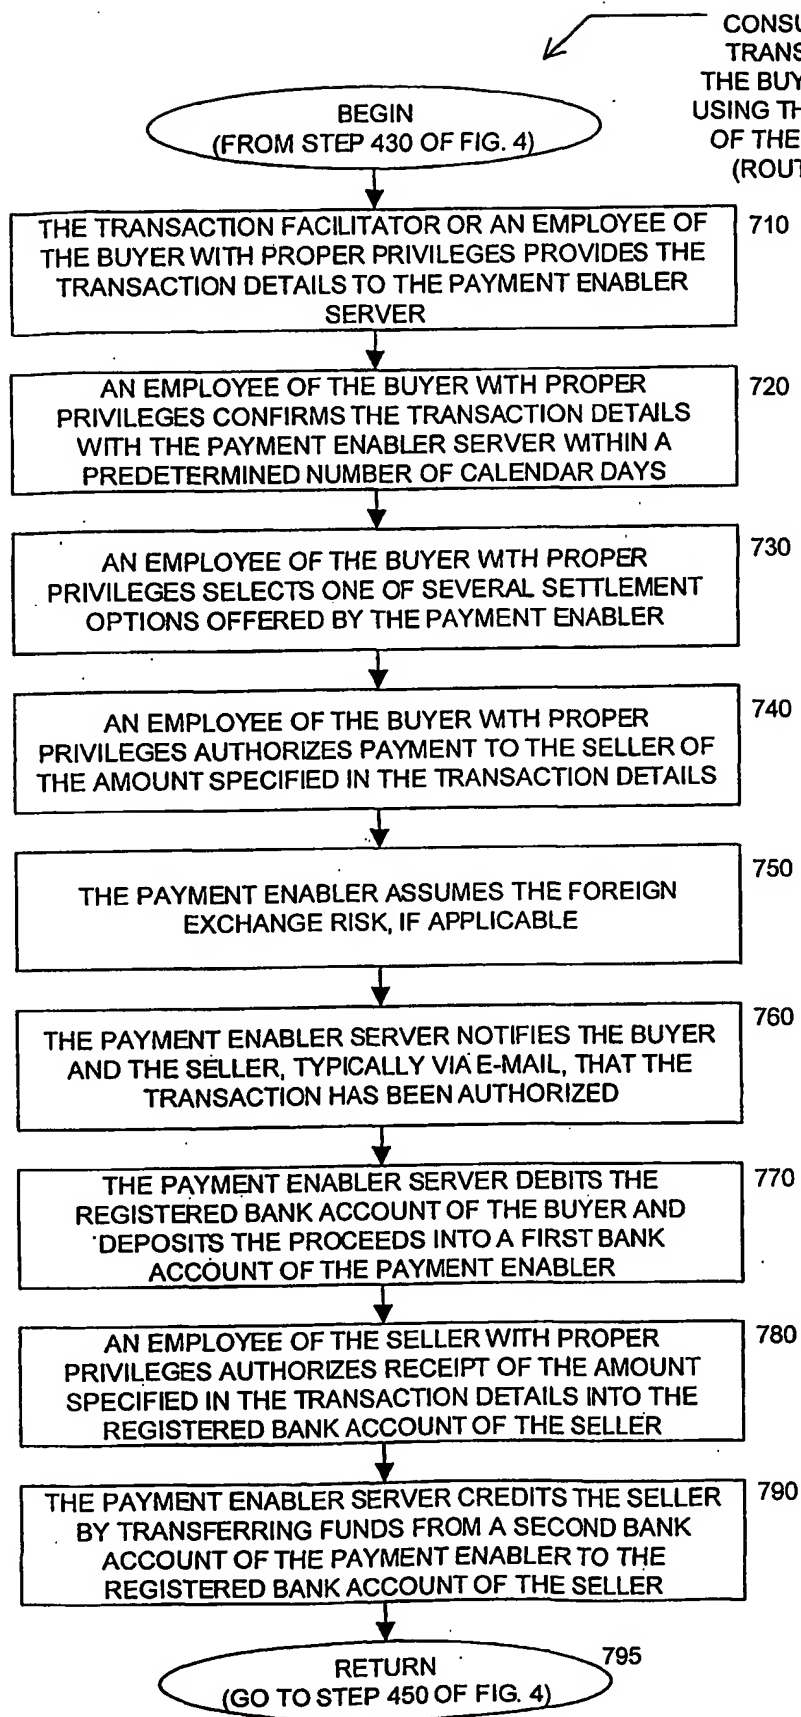 CONSU
TRANS
THE BUY
USING TH
OF THE
(ROUT
BEGIN
(FROM STEP 430 OF FIG. 4)
THE TRANSACTION FACILITATOR OR AN EMPLOYEE OF
THE BUYER WITH PROPER PRIVILEGES PROVIDES THE
TRANSACTION DETAILS TO THE PAYMENT ENABLER
SERVER
710
AN EMPLOYEE OF THE BUYER WITH PROPER
PRIVILEGES CONFIRMS THE TRANSACTION DETAILS
WITH THE PAYMENT ENABLER SERVER WITHIN A
PREDETERMINED NUMBER OF CALENDAR DAYS
720
AN EMPLOYEE OF THE BUYER WITH PROPER
PRIVILEGES SELECTS ONE OF SEVERAL SETTLEMENT
OPTIONS OFFERED BY THE PAYMENT ENABLER
730
AN EMPLOYEE OF THE BUYER WITH PROPER
PRIVILEGES AUTHORIZES PAYMENT TO THE SELLER OF
THE AMOUNT SPECIFIED IN THE TRANSACTION DETAILS
740
THE PAYMENT ENABLER ASSUMES THE FOREIGN
EXCHANGE RISK, IF APPLICABLE
750
THE PAYMENT ENABLER SERVER NOTIFIES THE BUYER
AND THE SELLER, TYPICALLY VIA E-MAIL, THAT THE
TRANSACTION HAS BEEN AUTHORIZED
760
THE PAYMENT ENABLER SERVER DEBITS THE
REGISTERED BANK ACCOUNT OF THE BUYER AND
DEPOSITS THE PROCEEDS INTO A FIRST BANK
ACCOUNT OF THE PAYMENT ENABLER
770
AN EMPLOYEE OF THE SELLER WITH PROPER
PRIVILEGES AUTHORIZES RECEIPT OF THE AMOUNT
SPECIFIED IN THE TRANSACTION DETAILS INTO THE
REGISTERED BANK ACCOUNT OF THE SELLER
780
THE PAYMENT ENABLER SERVER CREDITS THE SELLER
BY TRANSFERRING FUNDS FROM A SECOND BANK
ACCOUNT OF THE PAYMENT ENABLER TO THE
REGISTERED BANK ACCOUNT OF THE SELLER
790
RETURN
(GO TO STEP 450 OF FIG. 4)
795